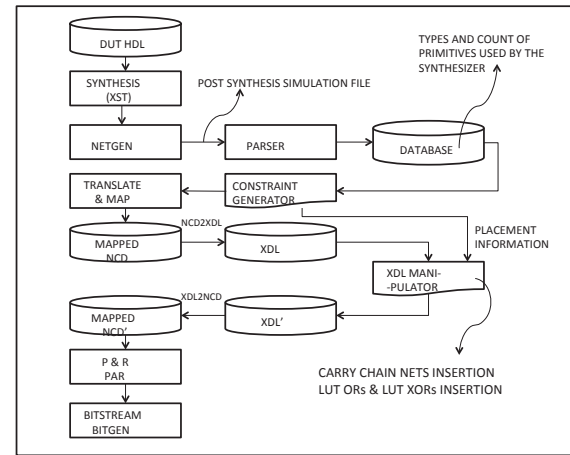 DUT HDL
TYPES AND COUNT OF
PRIMITIVES USED BY THE
SYNTHESIZER
SYNTHESIS
(XST)
POST SYNTHESIS SIMULATION FILE
NETGEN
PARSER
DATABASE
TRANSLATE
& MAP
CONSTRAINT
GENERATOR
NCD2XDL
MAPPED
NCD
XDL
PLACEMENT
INFORMATION
XDL MANI-
-PULATOR
XDL2NCD
MAPPED
NCD'
XDL'
P & R
PAR
CARRY CHAIN NETS INSERTION
LUT ORs & LUT XORs INSERTION
BITSTREAM
BITGEN